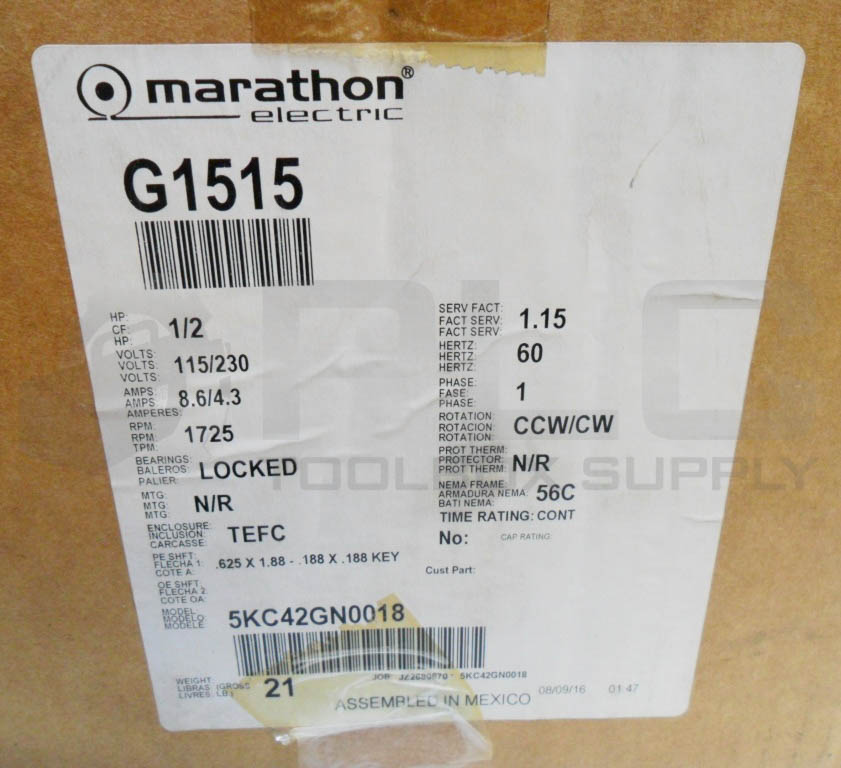 marathon®
electric
G1515
HP:
CF: 1/2
HP:
VOLTS:
VOLTS: 115/230
VOLTS:
AMPS:
AMPS: 8.6/4.3
AMPERES:
RPM:
RPM: 1725
TPM:
BEARINGS:
BALEROS: LOCKED
PALIER:
MTG:
MTG: N/R
MTG:
ENCLOSURE:
INCLUSION: TEFC
CARCASSE:
PE SHFT:
FLECHA 1: .625 X 1.88 - .188 X .188 KEY
COTE A:
OE SHFT:
FLECHA 2:
COTE OA:
MODEL:
MODELO: 5KC42GN0018
MODELE:
SERV FACT:
FACT SERV: 1.15
FACT SERV:
HERTZ:
HERTZ: 60
HERTZ:
PHASE:
FASE: 1
PHASE:
ROTATION:
ROTACION: CCW/CW
ROTATION:
PROT THERM:
PROTECTOR: N/R
PROT THERM:
NEMA FRAME:
ARMADURA NEMA: 56C
BATI NEMA:
TIME RATING: CONT
No: CAP RATING:
Cust Part:
JOB 5KC42GN0018
WEIGHT
LIBRAS (GROSS 21
LIVRES LB)
ASSEMBLED IN MEXICO 08/09/16 01:47
PLC
TOOLBOX SUPPLY